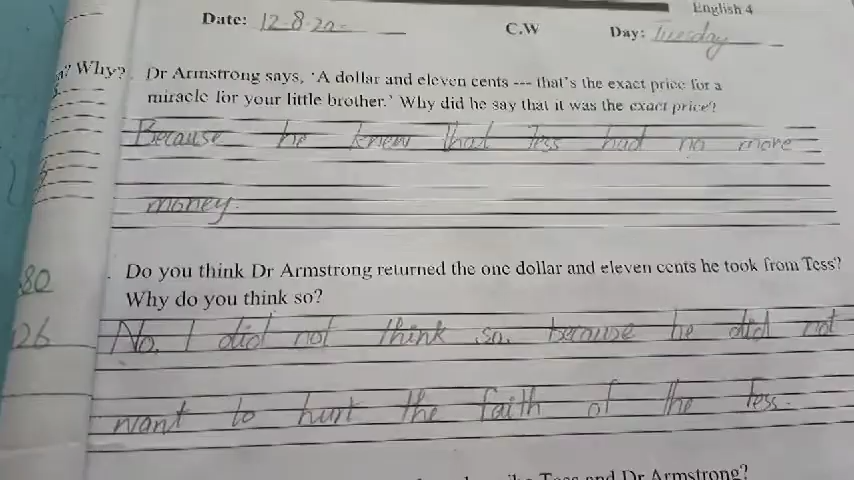 English 4
Date: 12-8-20 C.W Day: Tuesday
? Why?
Dr Armstrong says, 'A dollar and eleven cents --- that's the exact price for a
miracle for your little brother.' Why did he say that it was the exact price?
Because he knew that Tess had no more
money.
Do you think Dr Armstrong returned the one dollar and eleven cents he took from Tess?
80
Why do you think so?
26
No. I did not think so. because he did not
want to hurt the faith of the Tess.
Tess and Dr Armstrong?